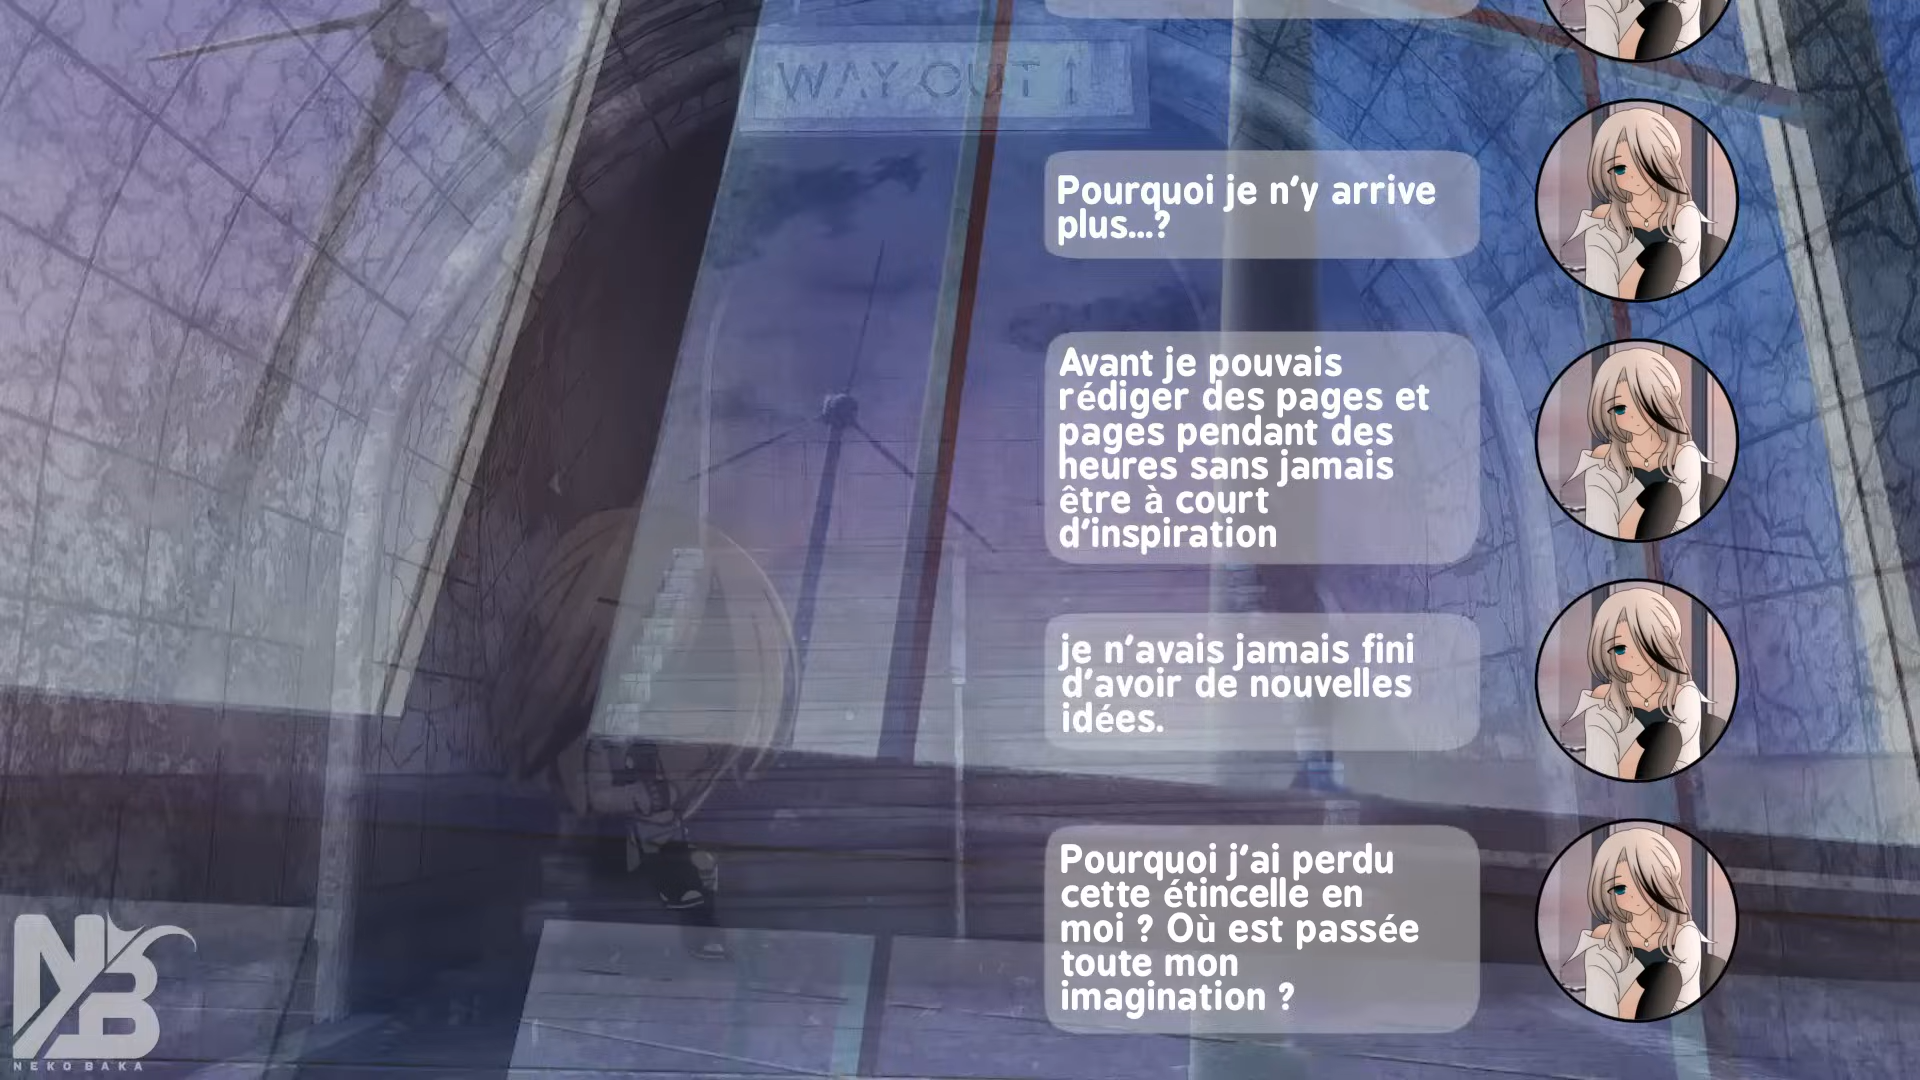 WAY OUT ↑
Pourquoi je n'y arrive
plus...?
Avant je pouvais
rédiger des pages et
pages pendant des
heures sans jamais
être à court
d'inspiration
je n'avais jamais fini
d'avoir de nouvelles
idées.
Pourquoi j'ai perdu
cette étincelle en
moi ? Où est passée
toute mon
imagination ?
NB
NEKO BAKA